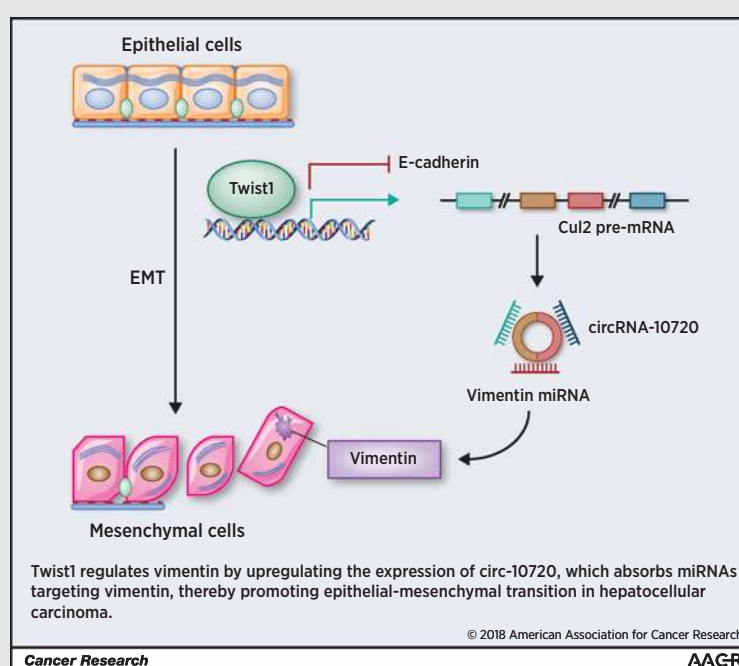 Epithelial cells
Twist1
E-cadherin
Cul2 pre-mRNA
EMT
circRNA-10720
Vimentin miRNA
Vimentin
Mesenchymal cells
Twist1 regulates vimentin by upregulating the expression of circ-10720, which absorbs miRNAs
targeting vimentin, thereby promoting epithelial-mesenchymal transition in hepatocellular
carcinoma.
© 2018 American Association for Cancer Research
Cancer Research